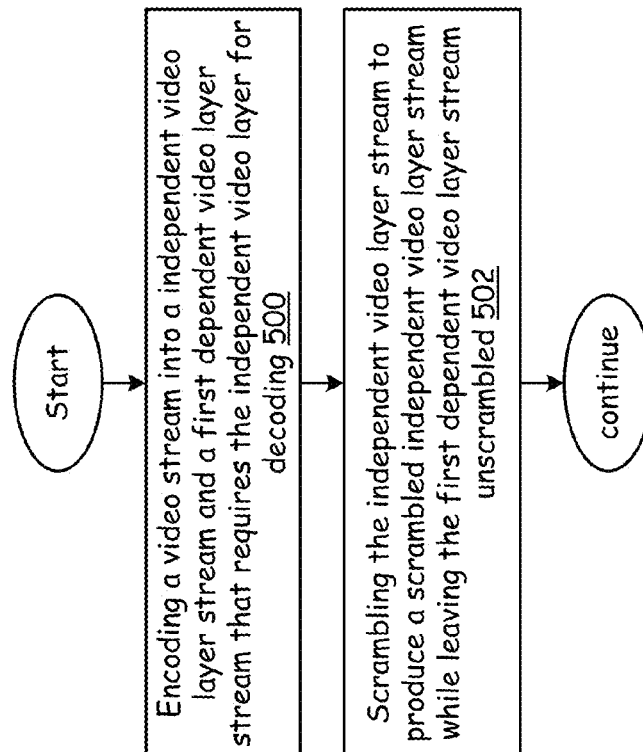 Start
Encoding a video stream into a independent video
layer stream and a first dependent video layer
stream that requires the independent video layer for
decoding 500
Scrambling the independent video layer stream to
produce a scrambled independent video layer stream
while leaving the first dependent video layer stream
unscrambled 502
continue